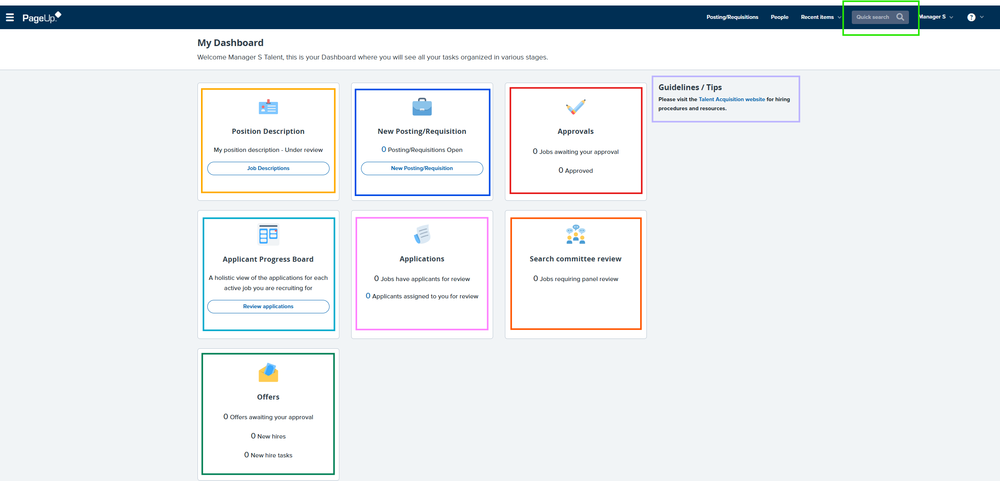 PageUp
Posting/Requisitions People Recent items Quick search Manager S ?
My Dashboard
Welcome Manager S Talent, this is your Dashboard where you will see all your tasks organized in various stages.
Position Description
My position description - Under review
Job Descriptions
New Posting/Requisition
0 Posting/Requisitions Open
New Posting/Requisition
Approvals
0 Jobs awaiting your approval
0 Approved
Guidelines / Tips
Please visit the Talent Acquisition website for hiring
procedures and resources.
Applicant Progress Board
A holistic view of the applications for each
active job you are recruiting for
Review applications
Applications
0 Jobs have applicants for review
0 Applicants assigned to you for review
Search committee review
0 Jobs requiring panel review
Offers
0 Offers awaiting your approval
0 New hires
0 New hire tasks